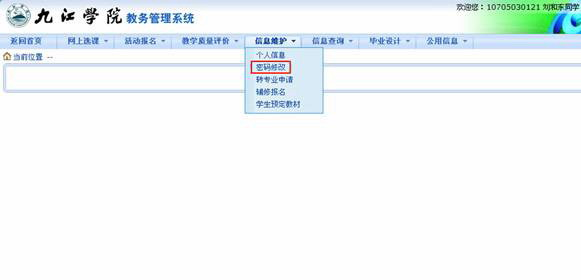 九江学院 教务管理系统
欢迎您：10705030121 刘和东同学
返回首页 网上选课 活动报名 教学质量评价 信息维护 信息查询 毕业设计 公用信息
当前位置 --
个人信息
密码修改
转专业申请
辅修报名
学生预定教材